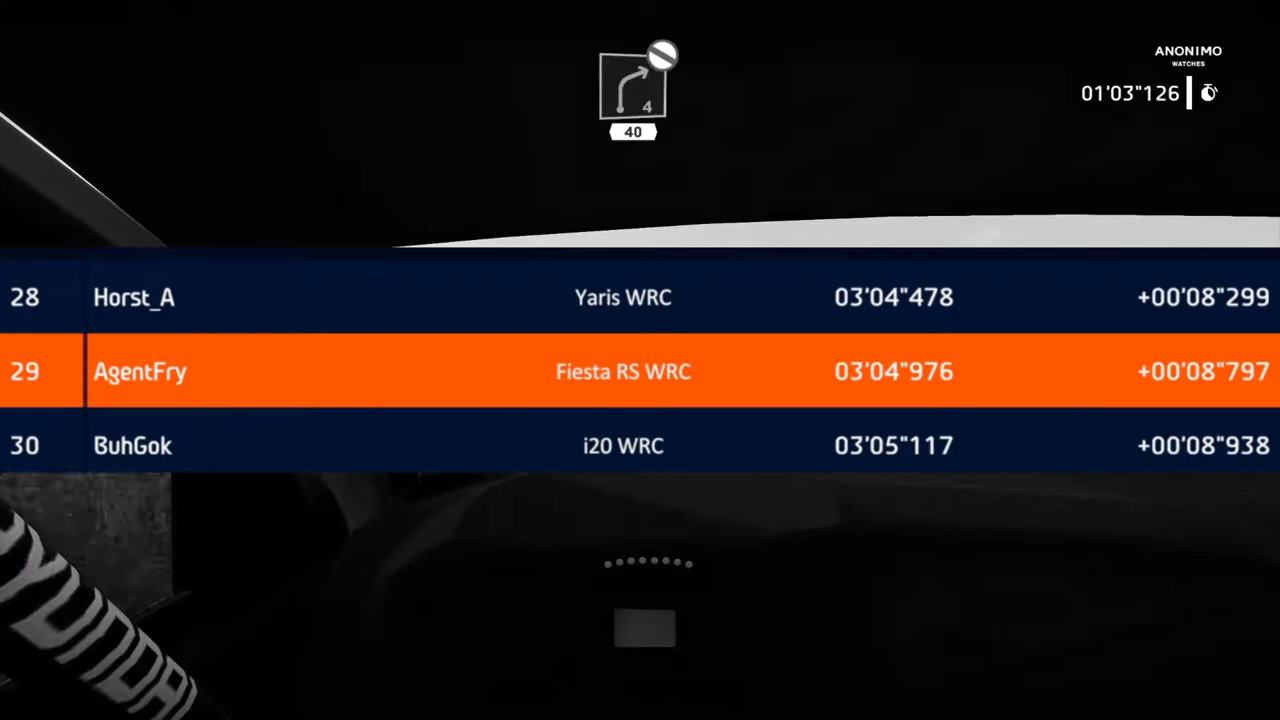 ANONIMO
WATCHES
01'03"126
4
40
28 Horst_A Yaris WRC 03'04"478 +00'08"299
29 AgentFry Fiesta RS WRC 03'04"976 +00'08"797
30 BuhGok i20 WRC 03'05"117 +00'08"938
HYUNDAI